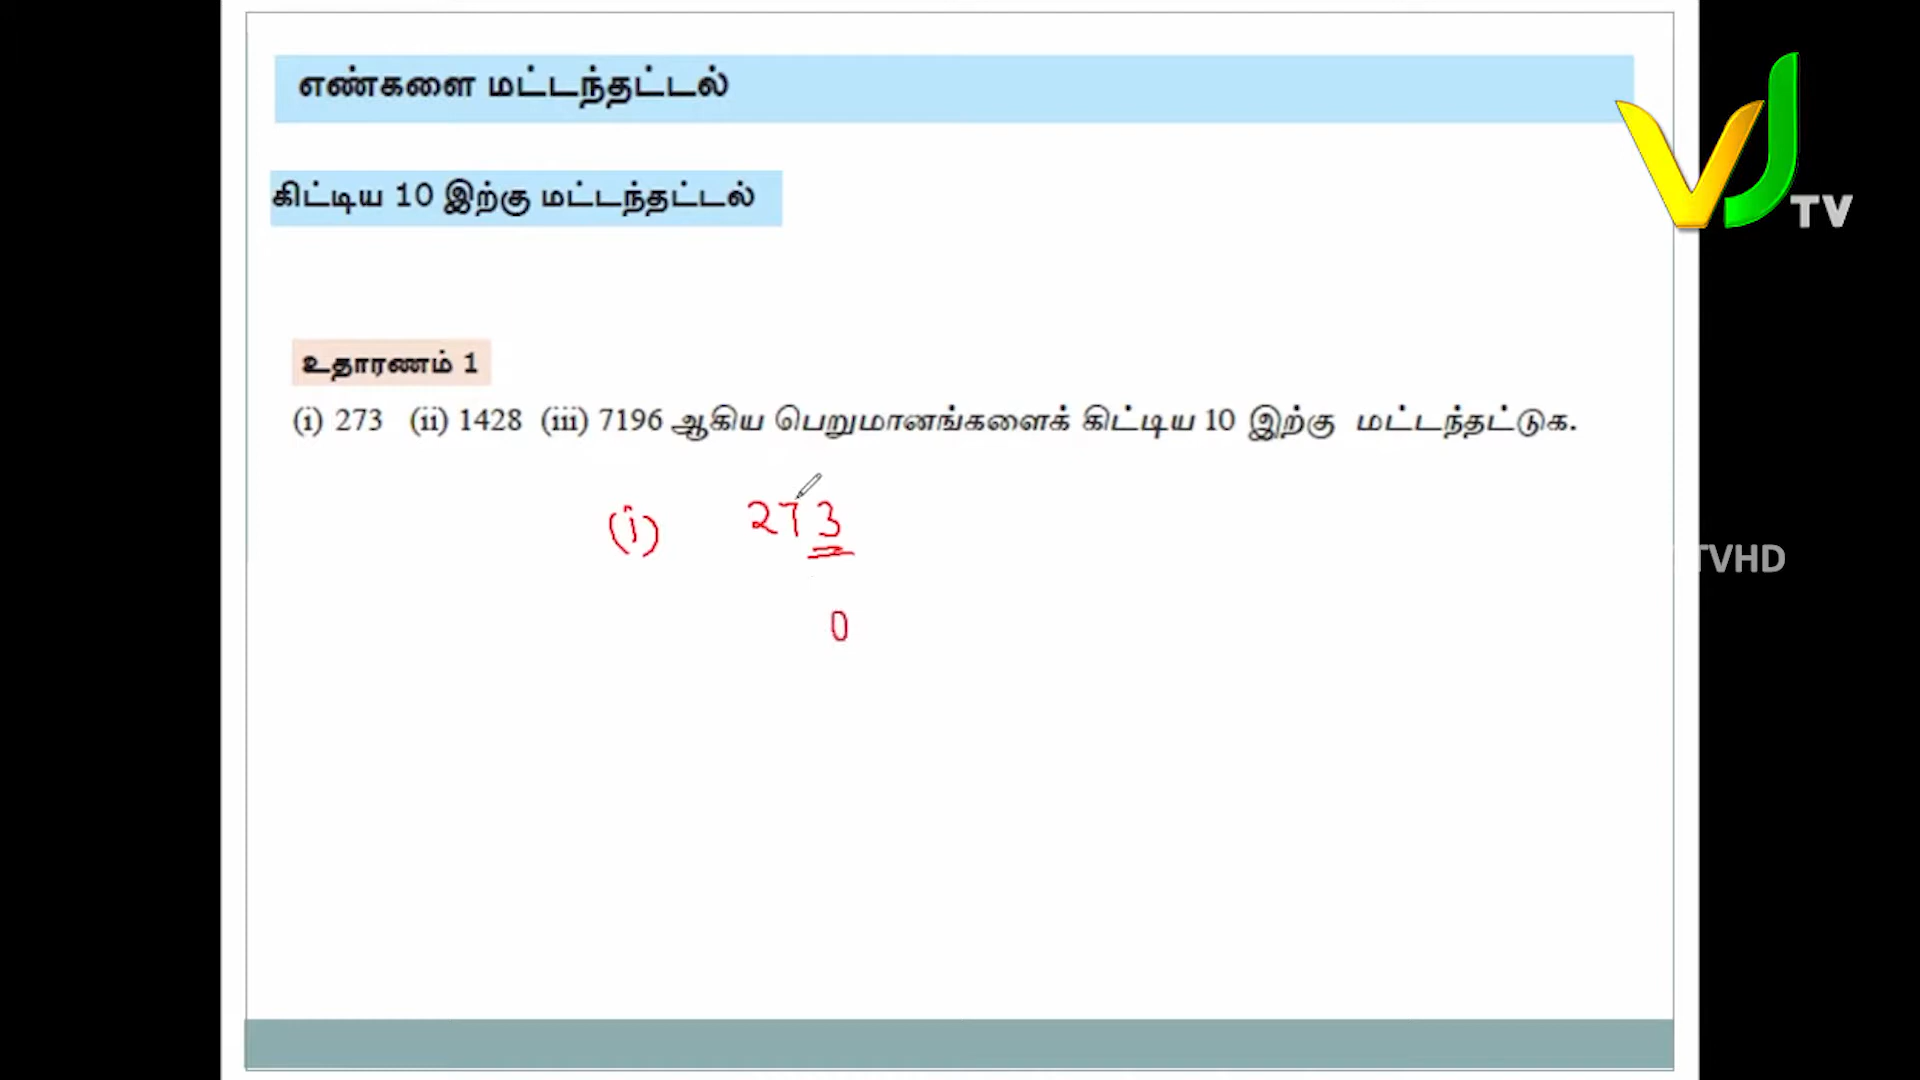 எண்களை மட்டந்தட்டல்
கிட்டிய 10 இற்கு மட்டந்தட்டல்
VJ TV
உதாரணம் 1
(i) 273 (ii) 1428 (iii) 7196 ஆகிய பெறுமானங்களைக் கிட்டிய 10 இற்கு மட்டந்தட்டுக.
(i) 273
TVHD
0